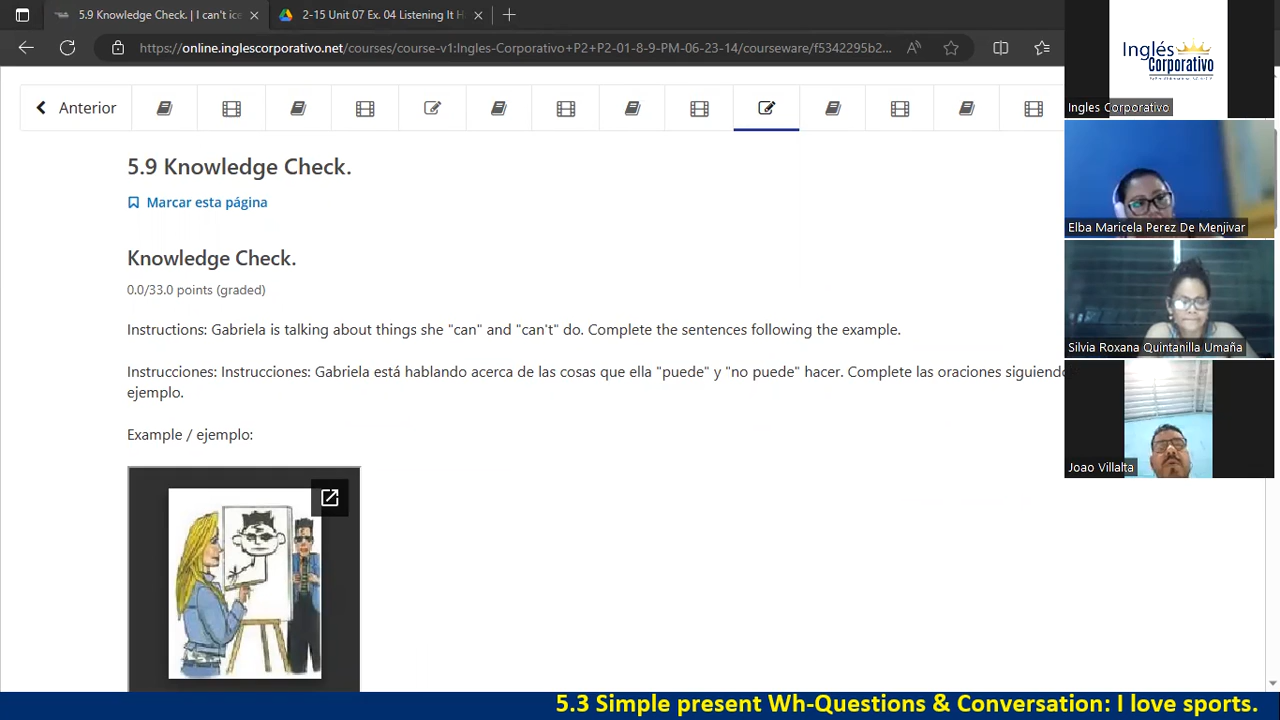 5.9 Knowledge Check. | I can't ice
2-15 Unit 07 Ex. 04 Listening It H
https://online.inglescorporativo.net/courses/course-v1:Ingles-Corporativo+P2+P2-01-8-9-PM-06-23-14/courseware/f5342295b2...
Anterior
5.9 Knowledge Check.
Marcar esta página
Knowledge Check.
0.0/33.0 points (graded)
Instructions: Gabriela is talking about things she "can" and "can't" do. Complete the sentences following the example.
Instrucciones: Instrucciones: Gabriela está hablando acerca de las cosas que ella "puede" y "no puede" hacer. Complete las oraciones siguiendo
ejemplo.
Example / ejemplo:
Inglés
Corporativo
Ingles Corporativo
Elba Maricela Perez De Menjivar
Silvia Roxana Quintanilla Umaña
Joao Villalta
5.3 Simple present Wh-Questions & Conversation: I love sports.